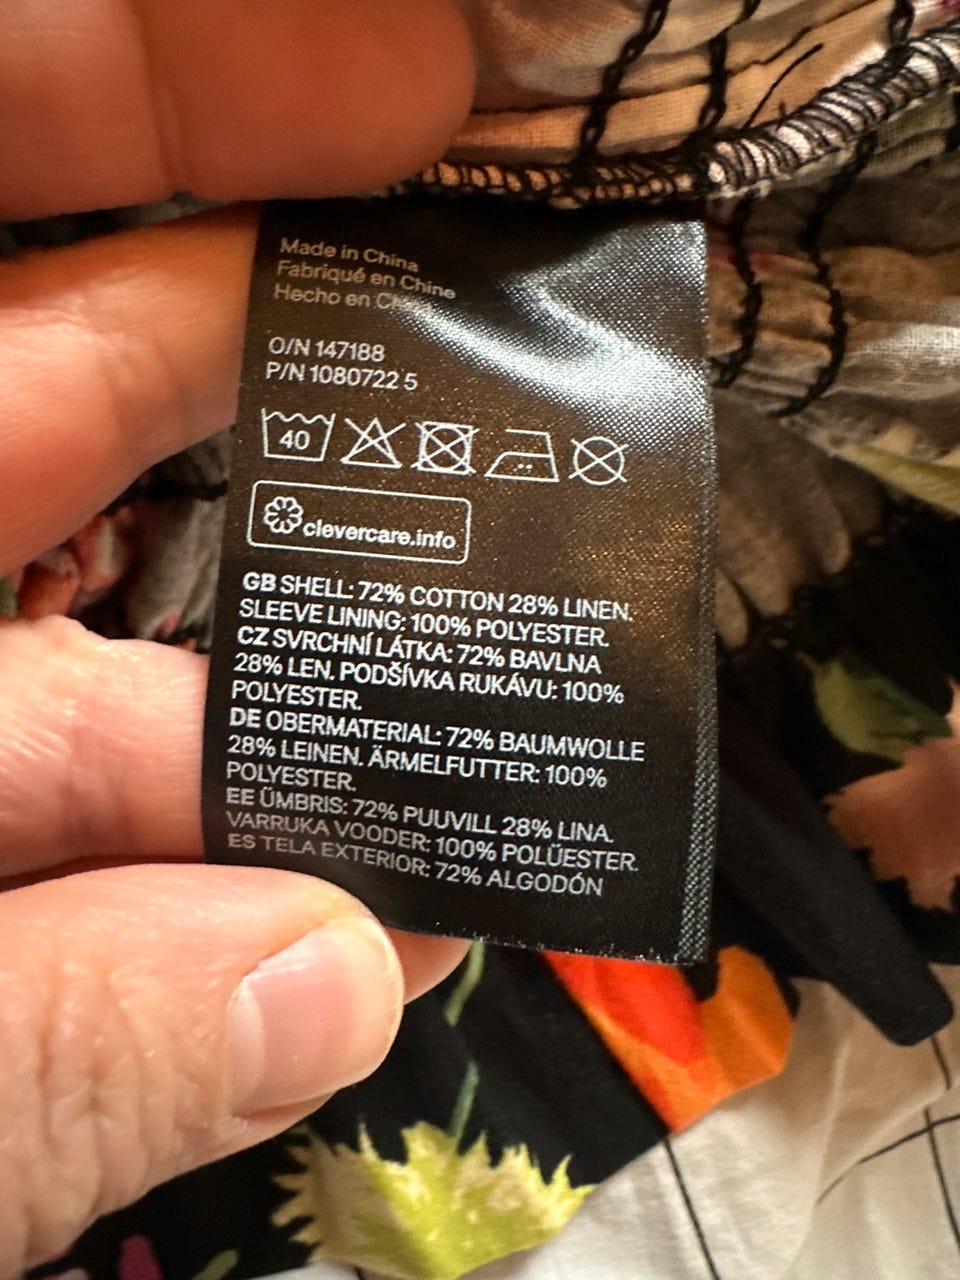 Made in China
Fabriqué en Chine
Hecho en
O/N 147188
P/N 1080722 5
40
clevercare.info
GB SHELL: 72% COTTON 28% LINEN.
SLEEVE LINING: 100% POLYESTER.
CZ SVRCHNÍ LÁTKA: 72% BAVLNA
28% LEN. PODŠÍVKA RUKÁVU: 100%
POLYESTER.
DE OBERMATERIAL: 72% BAUMWOLLE
28% LEINEN. ÄRMELFUTTER: 100%
POLYESTER.
EE ÜMBRIS: 72% PUUVILL 28% LINA.
VARRUKA VOODER: 100% POLÜESTER.
ES TELA EXTERIOR: 72% ALGODÓN